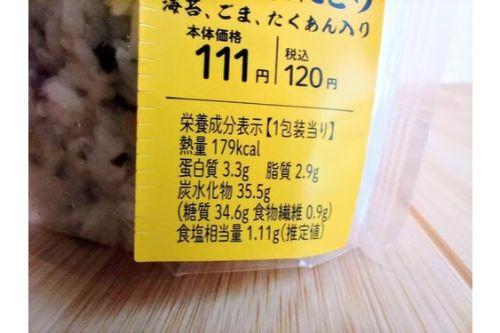 海苔、ごま、たくあん入り
本体価格 税込
111円 120円
栄養成分表示【1包装当り】
熱量 179kcal
蛋白質 3.3g 脂質 2.9g
炭水化物 35.5g
(糖質 34.6g 食物繊維 0.9g)
食塩相当量 1.11g(推定値)